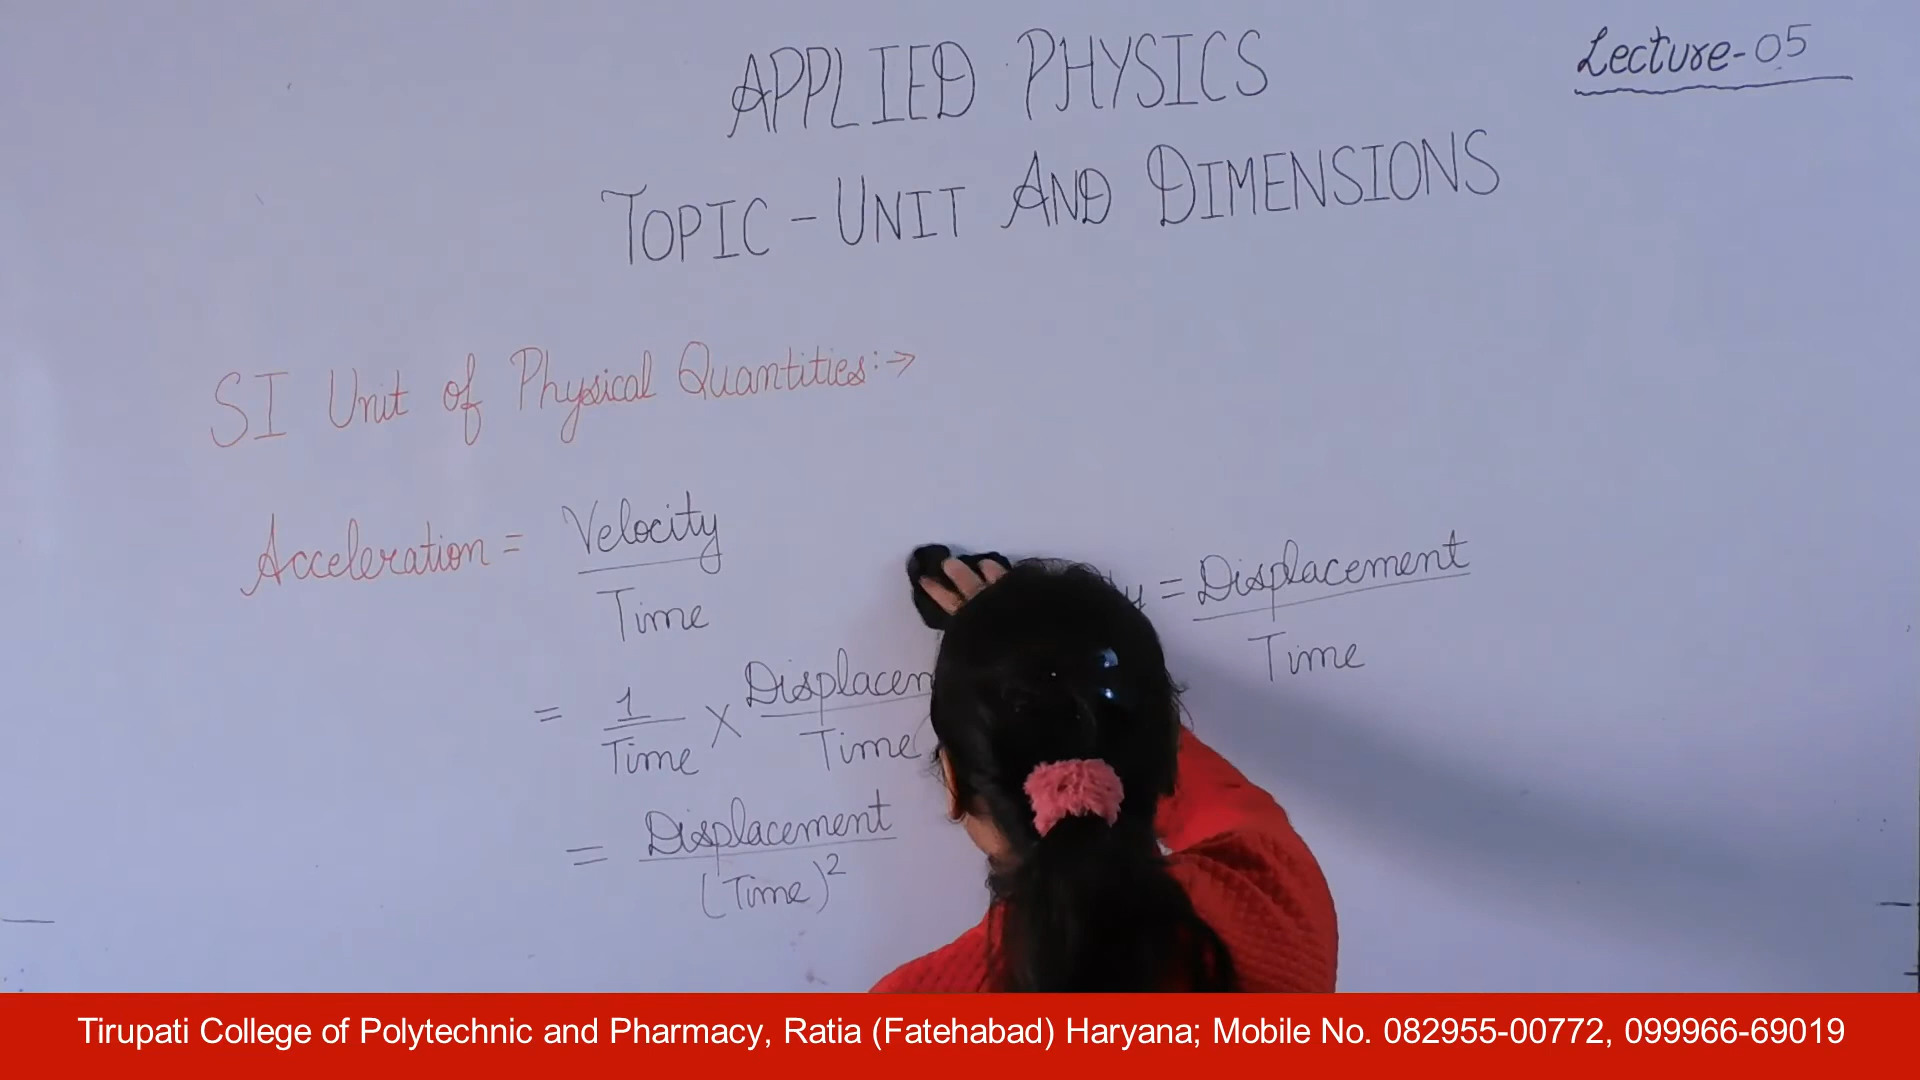 Lecture-05
APPLIED PHYSICS
TOPIC - UNIT AND DIMENSIONS
SI Unit of Physical Quantities:→
Acceleration = Velocity
Time
= Displacement
Time
= 1
Time
×
Time
= Displacement
(Time)²
Tirupati College of Polytechnic and Pharmacy, Ratia (Fatehabad) Haryana; Mobile No. 082955-00772, 099966-69019